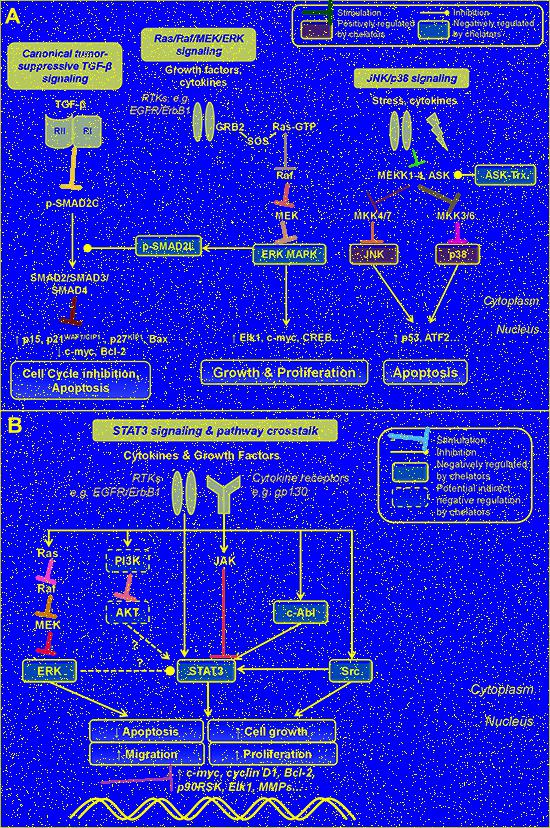 A
Canonical tumor-
suppressive TGF-β
signaling
Ras/Raf/MEK/ERK
signaling
Stimulation
Inhibition
Positively regulated
by chelators
Negatively regulated
by chelators
JNK/p38 signaling
Growth factors,
cytokines
TGF-β
RII
RI
RTKs, e.g.
EGFR/ErbB1
GRB2
SOS
Ras-GTP
Stress, cytokines
Raf
MEKK1-4, ASK
ASK-Trx
p-SMAD2C
MEK
MKK4/7
MKK3/6
p-SMAD2L
ERK MAPK
JNK
p38
SMAD2/SMAD3/
SMAD4
Cytoplasm
Nucleus
↑ p15, p21WAF1/CIP1, p27KIP1, Bax
↓ c-myc, Bcl-2
↑ Elk1, c-myc, CREB...
↑ p53, ATF2...
Cell Cycle inhibition,
Apoptosis
Growth & Proliferation
Apoptosis
B
STAT3 signaling & pathway crosstalk
Cytokines & Growth Factors
Stimulation
Inhibition
Negatively regulated
by chelators
Potential indirect
negative regulation
by chelators
RTKs
e.g. EGFR/ErbB1
Cytokine receptors
e.g. gp130
Ras
PI3K
JAK
Raf
MEK
AKT
c-Abl
?
?
ERK
STAT3
Src
Cytoplasm
Nucleus
↓ Apoptosis
↑ Cell growth
↑ Migration
↑ Proliferation
↑ c-myc, cyclin D1, Bcl-2,
p90RSK, Elk1, MMPs...